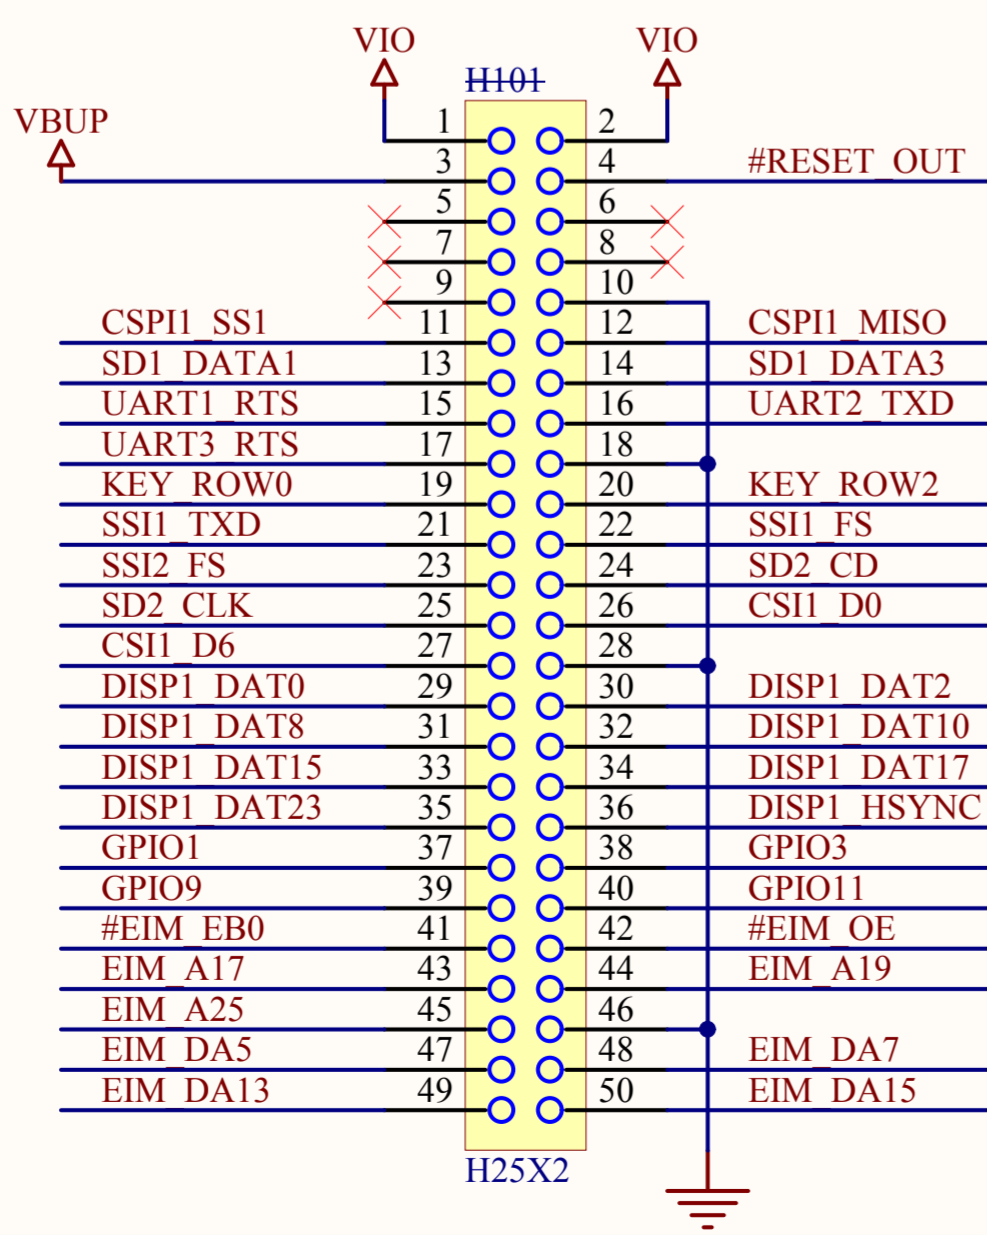 VIO VIO
H101
VBUP
1 2
3 4 #RESET_OUT
5 6
7 8
9 10
CSPI1_SS1 11 12 CSPI1_MISO
SD1_DATA1 13 14 SD1_DATA3
UART1_RTS 15 16 UART2_TXD
UART3_RTS 17 18
KEY_ROW0 19 20 KEY_ROW2
SSI1_TXD 21 22 SSI1_FS
SSI2_FS 23 24 SD2_CD
SD2_CLK 25 26 CSI1_D0
CSI1_D6 27 28
DISP1_DAT0 29 30 DISP1_DAT2
DISP1_DAT8 31 32 DISP1_DAT10
DISP1_DAT15 33 34 DISP1_DAT17
DISP1_DAT23 35 36 DISP1_HSYNC
GPIO1 37 38 GPIO3
GPIO9 39 40 GPIO11
#EIM_EB0 41 42 #EIM_OE
EIM_A17 43 44 EIM_A19
EIM_A25 45 46
EIM_DA5 47 48 EIM_DA7
EIM_DA13 49 50 EIM_DA15
H25X2